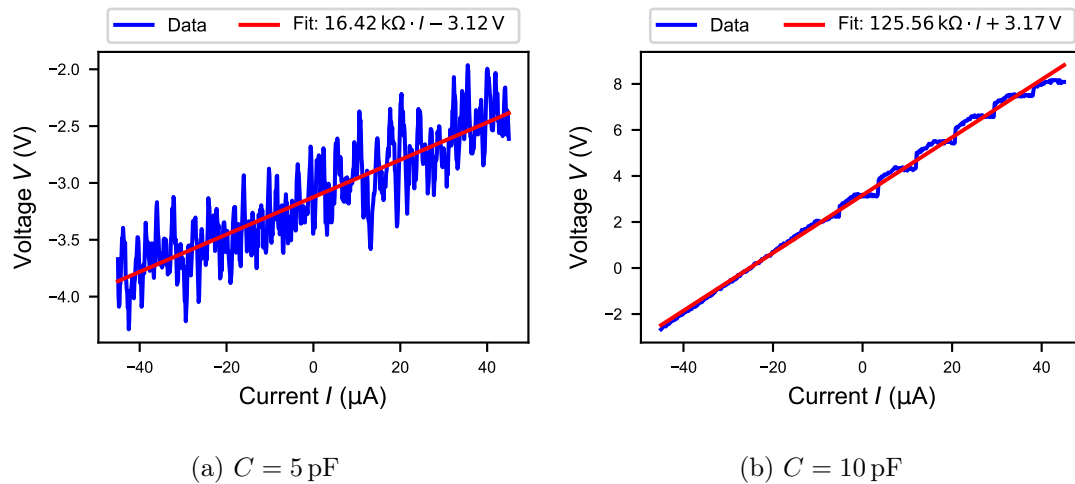 Data
Fit: 16.42 kΩ · I − 3.12 V
−2.0
−2.5
−3.0
−3.5
−4.0
Voltage V (V)
−40
−20
0
20
40
Current I (µA)
(a) C = 5 pF
Data
Fit: 125.56 kΩ · I + 3.17 V
8
6
4
2
0
−2
Voltage V (V)
−40
−20
0
20
40
Current I (µA)
(b) C = 10 pF